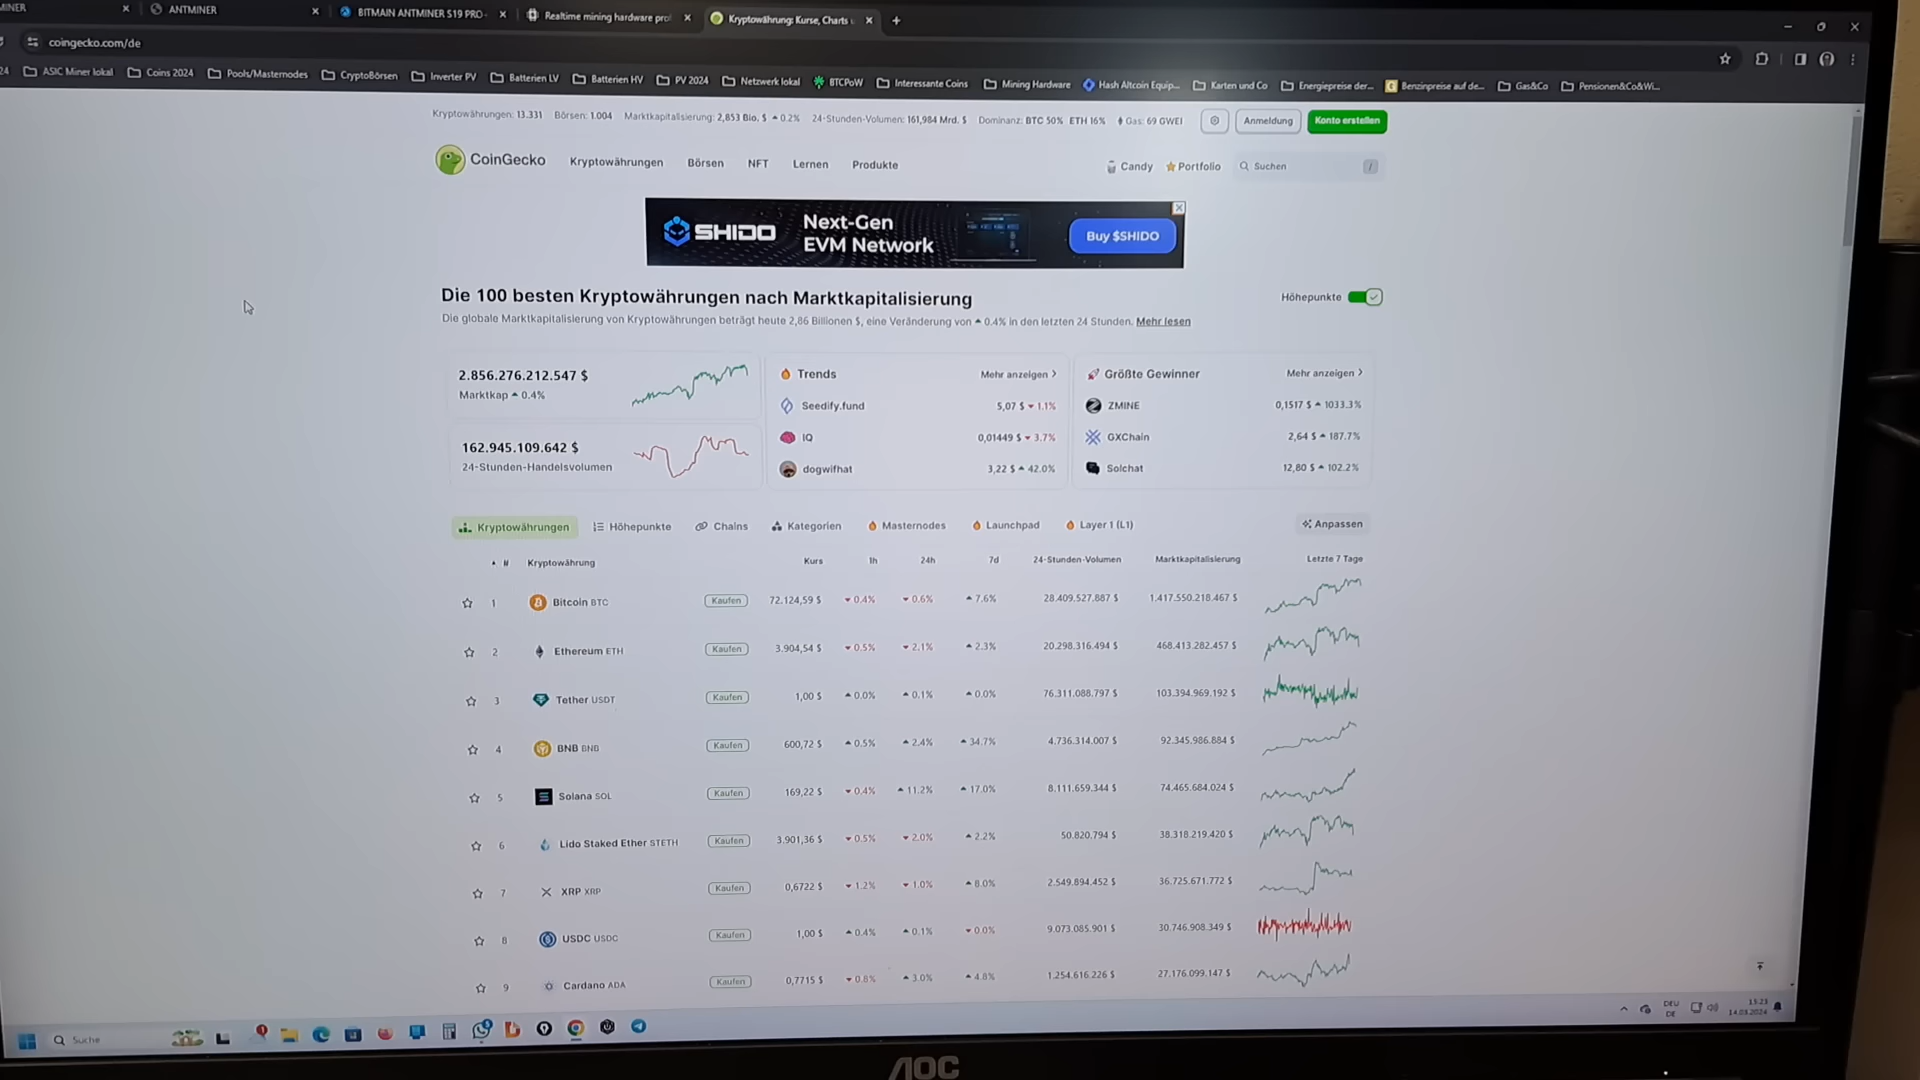 MINER
ANTMINER
BITMAIN ANTMINER S19 PRO
Realtime mining hardware pro
Kryptowährung: Kurse, Charts
coingecko.com/de
24 ASIC Miner lokal Coins 2024 Pools/Masternodes CryptoBörsen Inverter PV Batterien LV Batterien HV PV 2024 Netzwerk lokal BTCPoW Interessante Coins Mining Hardware Hash Altcoin Equip... Karten und Co Energiepreise der... Benzinpreise auf de... Gas&Co Pensionen&Co&Wi...
Kryptowährungen: 13.331 Börsen: 1.004 Marktkapitalisierung: 2,853 Bio. $ 0.2% 24-Stunden-Volumen: 161,984 Mrd. $ Dominanz: BTC 50% ETH 16% Gas: 69 GWEI Anmeldung Konto erstellen
CoinGecko Kryptowährungen Börsen NFT Lernen Produkte Candy Portfolio Suchen /
SHIDO
Next-Gen
EVM Network
Buy $SHIDO
Die 100 besten Kryptowährungen nach Marktkapitalisierung
Höhepunkte
Die globale Marktkapitalisierung von Kryptowährungen beträgt heute 2,86 Billionen $, eine Veränderung von 0.4% in den letzten 24 Stunden. Mehr lesen
2.856.276.212.547 $
Marktkap 0.4%
162.945.109.642 $
24-Stunden-Handelsvolumen
Trends Mehr anzeigen
Seedify.fund 5,07 $ 1.1%
IQ 0,01449 $ 3.7%
dogwifhat 3,22 $ 42.0%
Größte Gewinner Mehr anzeigen
ZMINE 0,1517 $ 1033.3%
GXChain 2,64 $ 187.7%
Solchat 12,80 $ 102.2%
Kryptowährungen Höhepunkte Chains Kategorien Masternodes Launchpad Layer 1 (L1) Anpassen
Kryptowährung Kurs 1h 24h 7d 24-Stunden-Volumen Marktkapitalisierung Letzte 7 Tage
1 Bitcoin BTC Kaufen 72.124,59 $ 0.4% 0.6% 7.6% 28.409.527.887 $ 1.417.550.218.467 $
2 Ethereum ETH Kaufen 3.904,54 $ 0.5% 2.1% 2.3% 20.298.316.494 $ 468.413.282.457 $
3 Tether USDT Kaufen 1,00 $ 0.0% 0.1% 0.0% 76.311.088.797 $ 103.394.969.192 $
4 BNB BNB Kaufen 600,72 $ 0.5% 2.4% 34.7% 4.736.314.007 $ 92.345.986.884 $
5 Solana SOL Kaufen 169,22 $ 0.4% 11.2% 17.0% 8.111.659.344 $ 74.465.684.024 $
6 Lido Staked Ether STETH Kaufen 3.901,36 $ 0.5% 2.0% 2.2% 50.820.794 $ 38.318.219.420 $
7 XRP XRP Kaufen 0,6722 $ 1.2% 1.0% 8.0% 2.549.894.452 $ 36.725.671.772 $
8 USDC USDC Kaufen 1,00 $ 0.4% 0.1% 0.0% 9.073.085.901 $ 30.746.908.349 $
9 Cardano ADA Kaufen 0,7715 $ 0.8% 3.0% 4.8% 1.254.616.226 $ 27.176.099.147 $
Suche
DEU
DE
15:23
14.03.2024
AOC